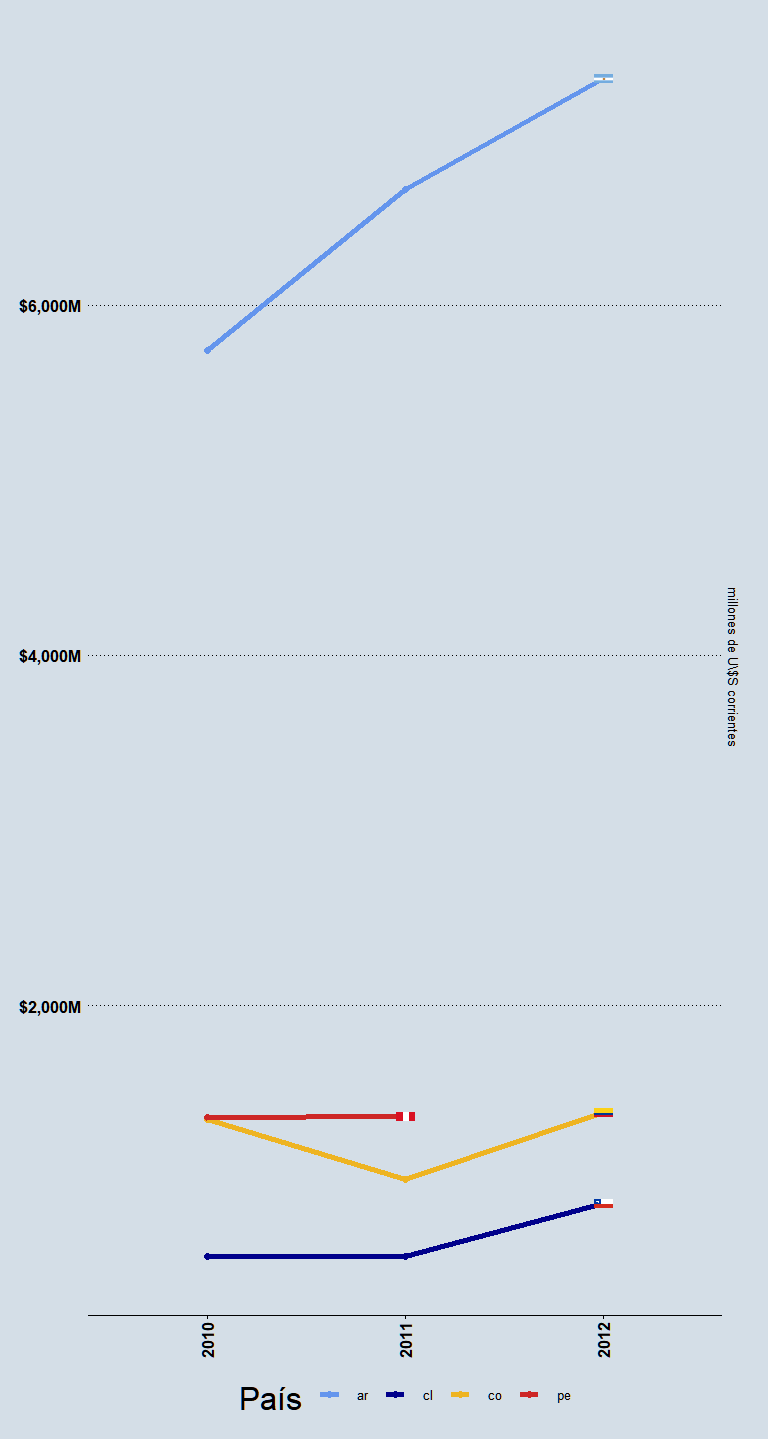 $6,000M
$4,000M
millones de U\$S corrientes
$2,000M
2010
2011
2012
País ar cl co pe